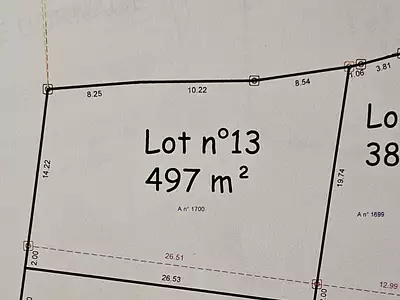 8.25
10.22
8.54
1.06
3.81
Lot n°13
497 m²
A n° 1700
14.22
19.74
Lo
38
A n° 1699
2.00
26.51
26.53
12.99